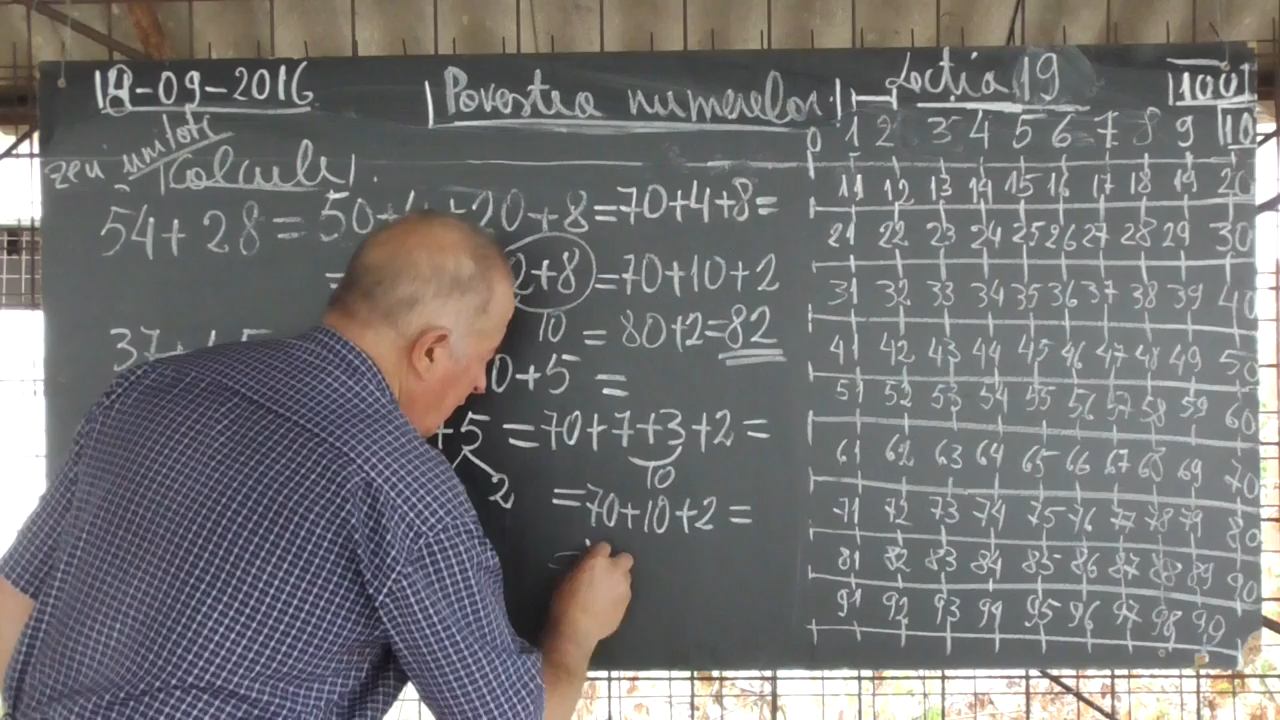 -09-2016
Povestea numerelor!
Lecția 19
100
zeci unități
Calcule
54+28 = 50+4+20+8=70+4+8=
2+8=70+10+2
10 = 80+2=82
37+45
0+5 =
+5 =70+7+3+2=
10
2 =70+10+2=
=
0 1 2 3 4 5 6 7 8 9 10
11 12 13 14 15 16 17 18 19 20
21 22 23 24 25 26 27 28 29 30
31 32 33 34 35 36 37 38 39 40
41 42 43 44 45 46 47 48 49 50
51 52 53 54 55 56 57 58 59 60
61 62 63 64 65 66 67 68 69 70
71 72 73 74 75 76 77 78 79 80
81 82 83 84 85 86 87 88 89 90
91 92 93 94 95 96 97 98 99